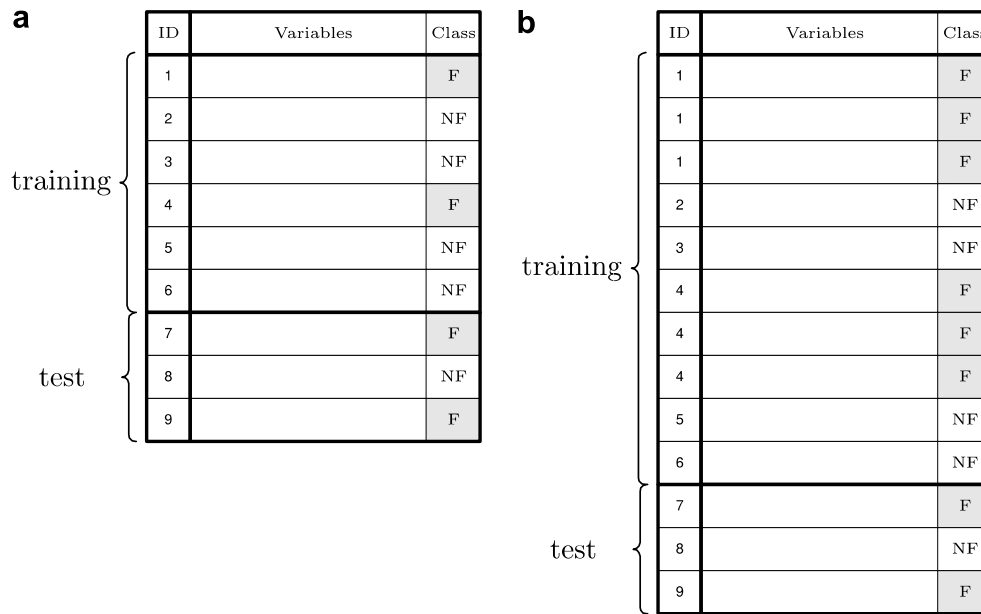 a
ID Variables Class
1 F
2 NF
3 NF
training
4 F
5 NF
6 NF
7 F
test
8 NF
9 F
b
ID Variables Clas
1 F
1 F
1 F
2 NF
3 NF
training
4 F
4 F
4 F
5 NF
6 NF
7 F
test
8 NF
9 F